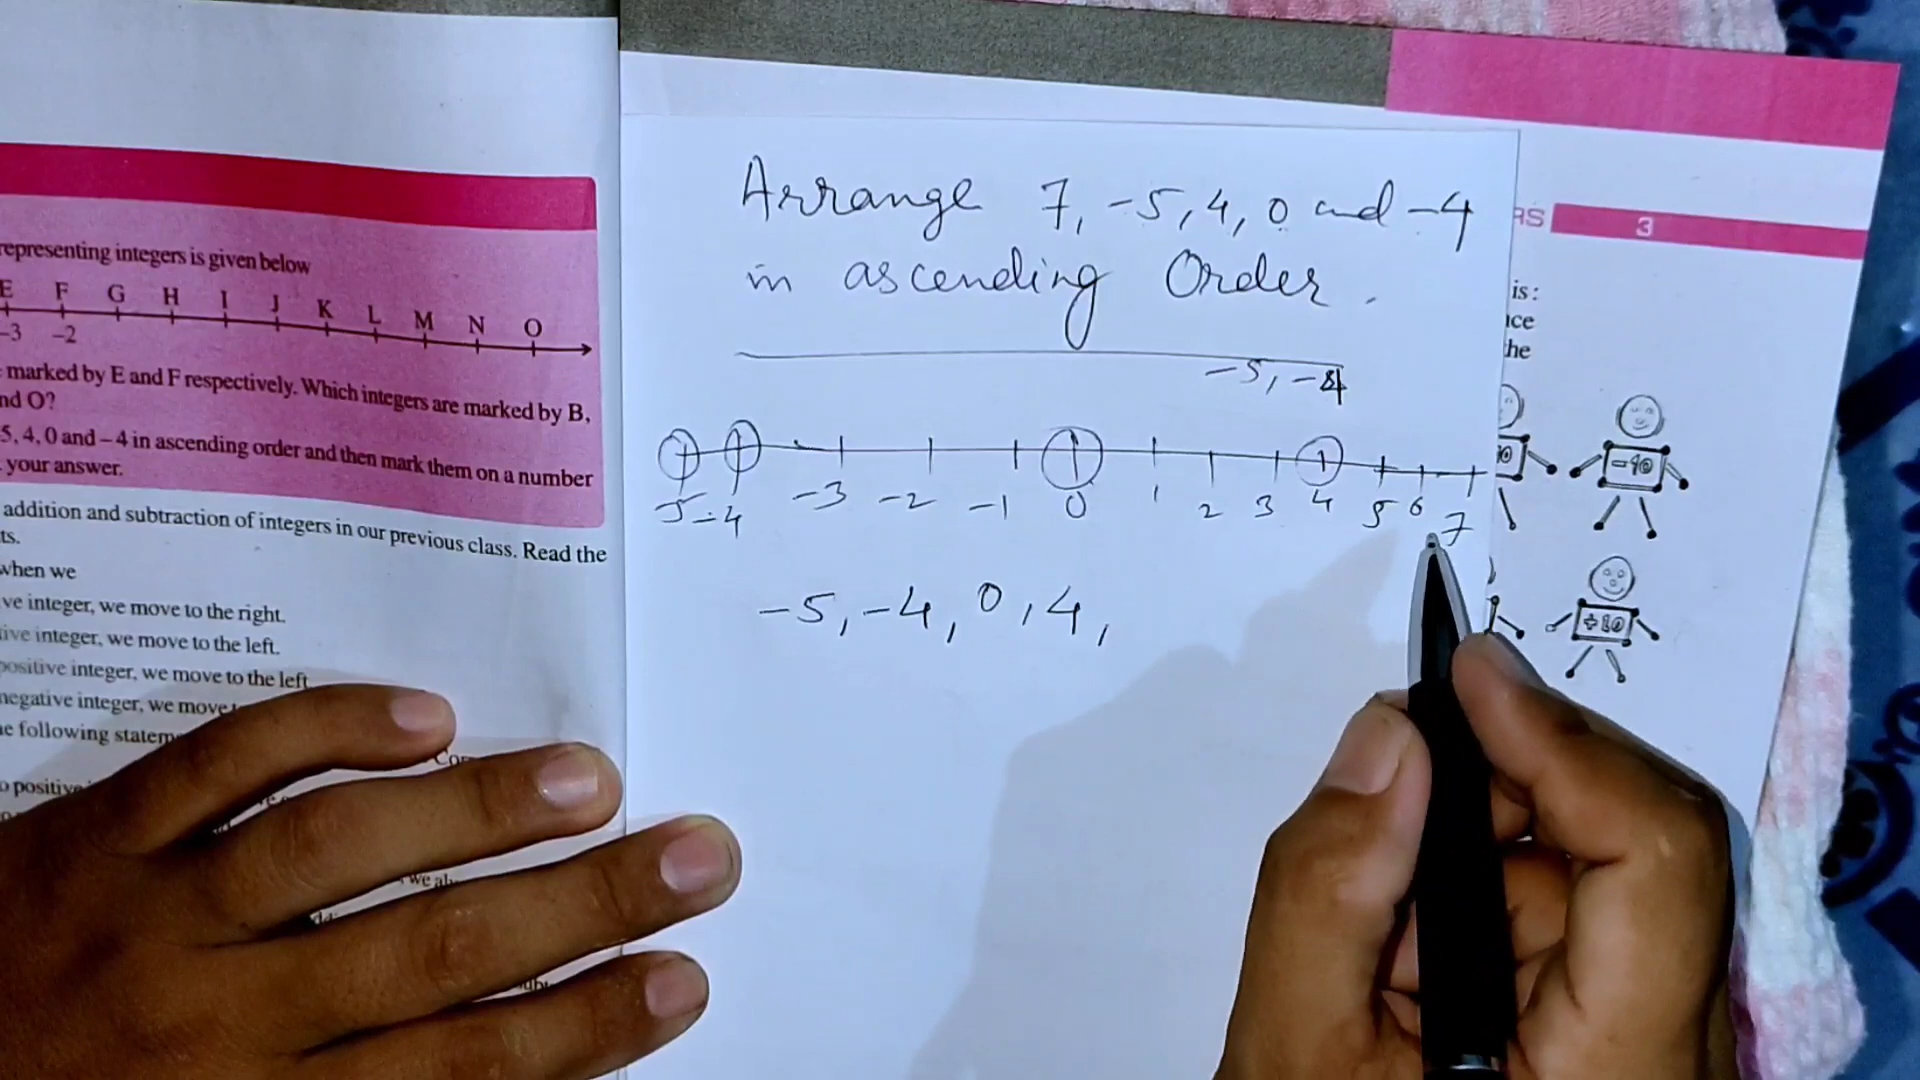 representing integers is given below
E F G H I J K L M N O
-3 -2
marked by E and F respectively. Which integers are marked by B,
nd O?
5, 4, 0 and – 4 in ascending order and then mark them on a number
your answer.
addition and subtraction of integers in our previous class. Read the
ts.
when we
ve integer, we move to the right.
tive integer, we move to the left.
positive integer, we move to the left
negative integer, we move
e following statem
o positive
we al
Arrange 7, -5, 4, 0 and -4
in ascending Order.
-5, -4
-5 -4 -3 -2 -1 0 1 2 3 4 5 6 7
-5, -4, 0, 4,
RS 3
is:
ice
he
-10
+10